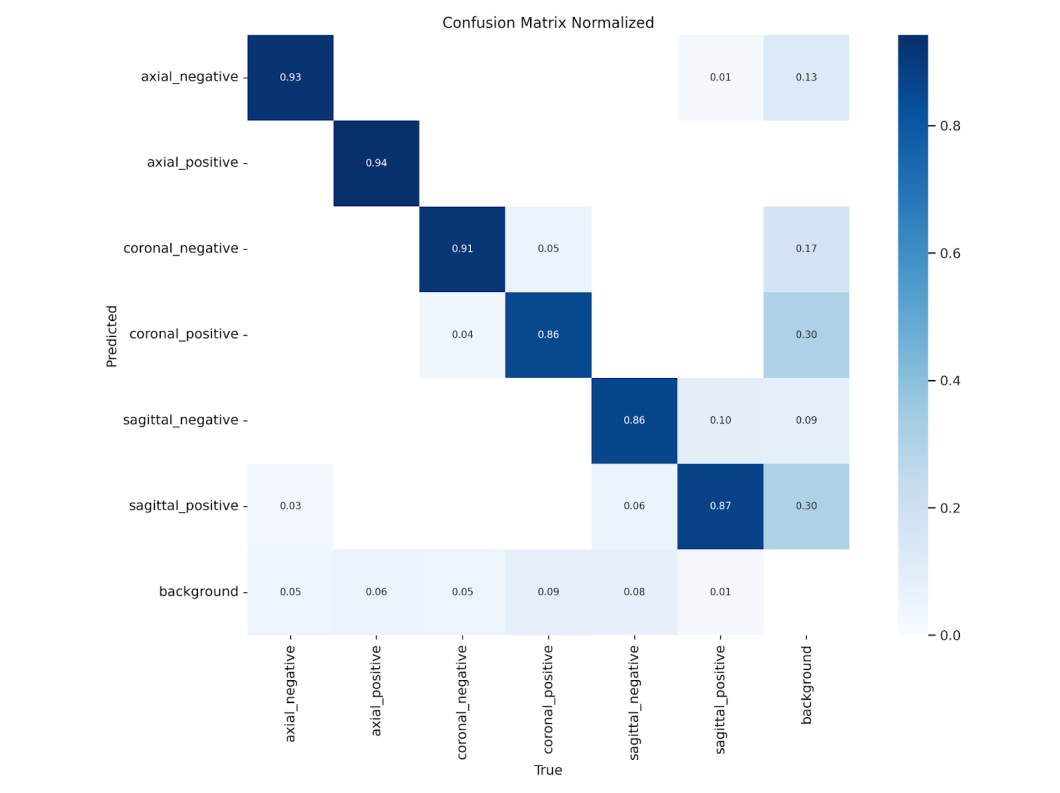 Confusion Matrix Normalized
axial_negative
0.93
0.01
0.13
axial_positive
0.94
coronal_negative
0.91
0.05
0.17
coronal_positive
0.04
0.86
0.30
sagittal_negative
0.86
0.10
0.09
sagittal_positive
0.03
0.06
0.87
0.30
background
0.05
0.06
0.05
0.09
0.08
0.01
Predicted
axial_negative
axial_positive
coronal_negative
coronal_positive
sagittal_negative
sagittal_positive
background
True
0.8
0.6
0.4
0.2
0.0